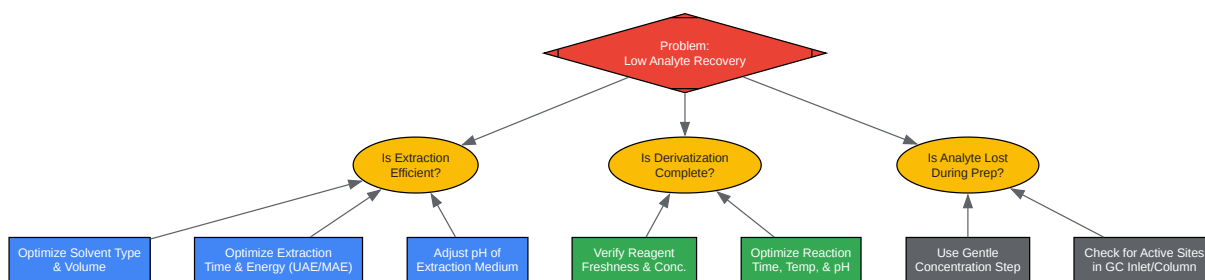 Problem:
Low Analyte Recovery
Is Extraction
Efficient?
Is Derivatization
Complete?
Is Analyte Lost
During Prep?
Optimize Solvent Type
& Volume
Optimize Extraction
Time & Energy (UAE/MAE)
Adjust pH of
Extraction Medium
Verify Reagent
Freshness & Conc.
Optimize Reaction
Time, Temp, & pH
Use Gentle
Concentration Step
Check for Active Sites
in GC Inlet/Column